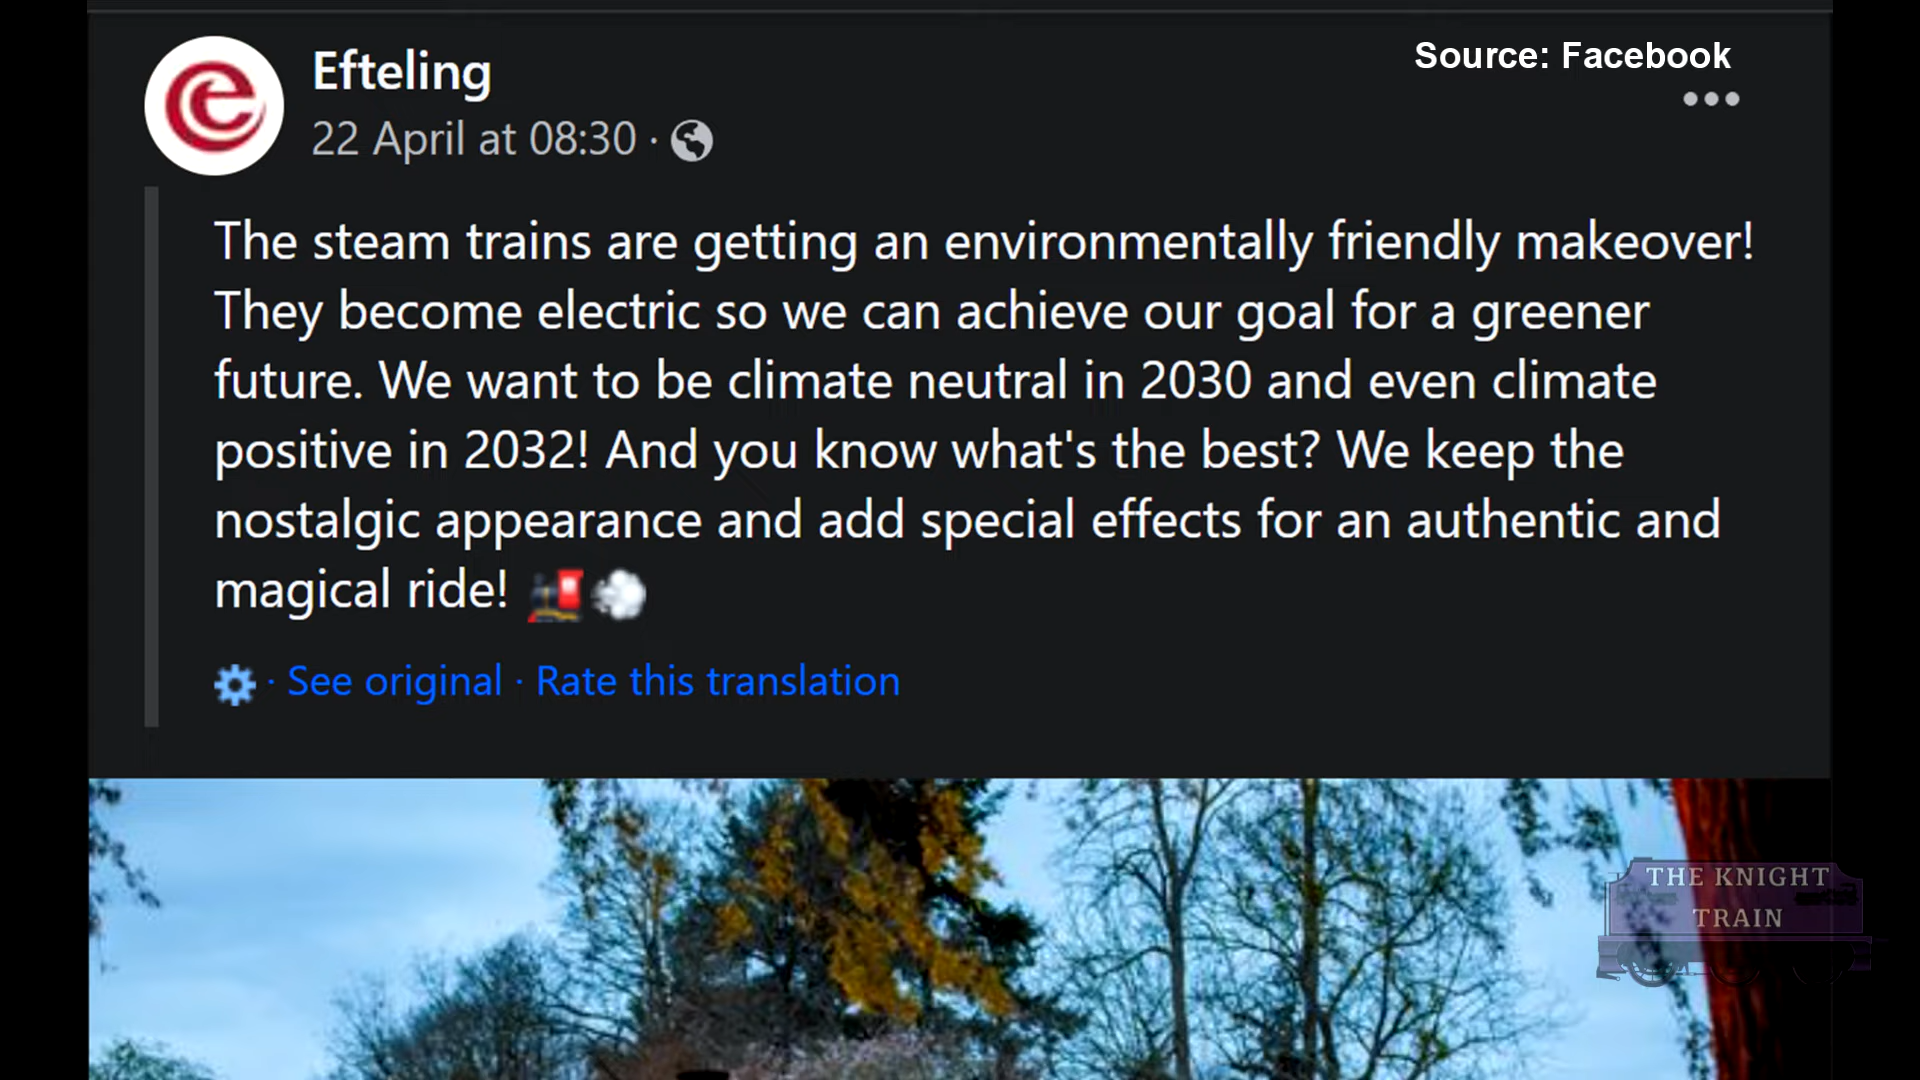 Efteling
Source: Facebook
22 April at 08:30 ·
The steam trains are getting an environmentally friendly makeover!
They become electric so we can achieve our goal for a greener
future. We want to be climate neutral in 2030 and even climate
positive in 2032! And you know what's the best? We keep the
nostalgic appearance and add special effects for an authentic and
magical ride! 🚂💨
· See original · Rate this translation
THE KNIGHT
TRAIN